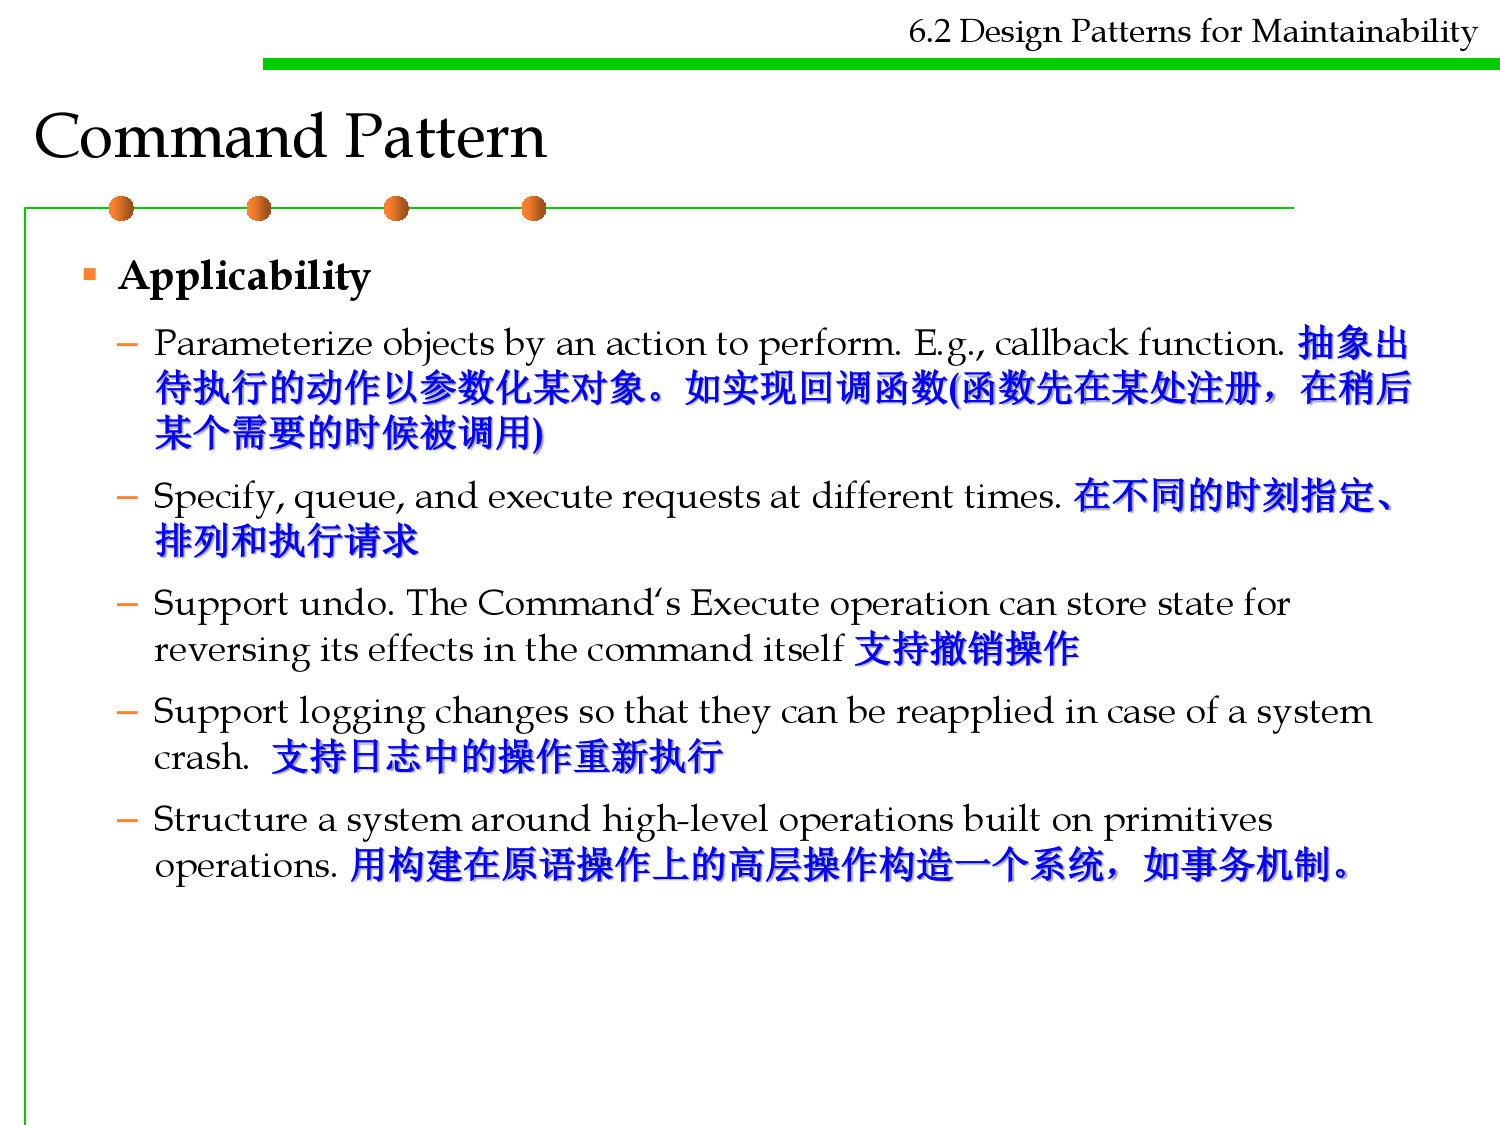 6.2 Design Patterns for Maintainability
Command Pattern
▪ Applicability
– Parameterize objects by an action to perform. E.g., callback function. 抽象出
待执行的动作以参数化某对象。如实现回调函数(函数先在某处注册，在稍后
某个需要的时候被调用)
– Specify, queue, and execute requests at different times. 在不同的时刻指定、
排列和执行请求
– Support undo. The Command‘s Execute operation can store state for
reversing its effects in the command itself 支持撤销操作
– Support logging changes so that they can be reapplied in case of a system
crash. 支持日志中的操作重新执行
– Structure a system around high-level operations built on primitives
operations. 用构建在原语操作上的高层操作构造一个系统，如事务机制。